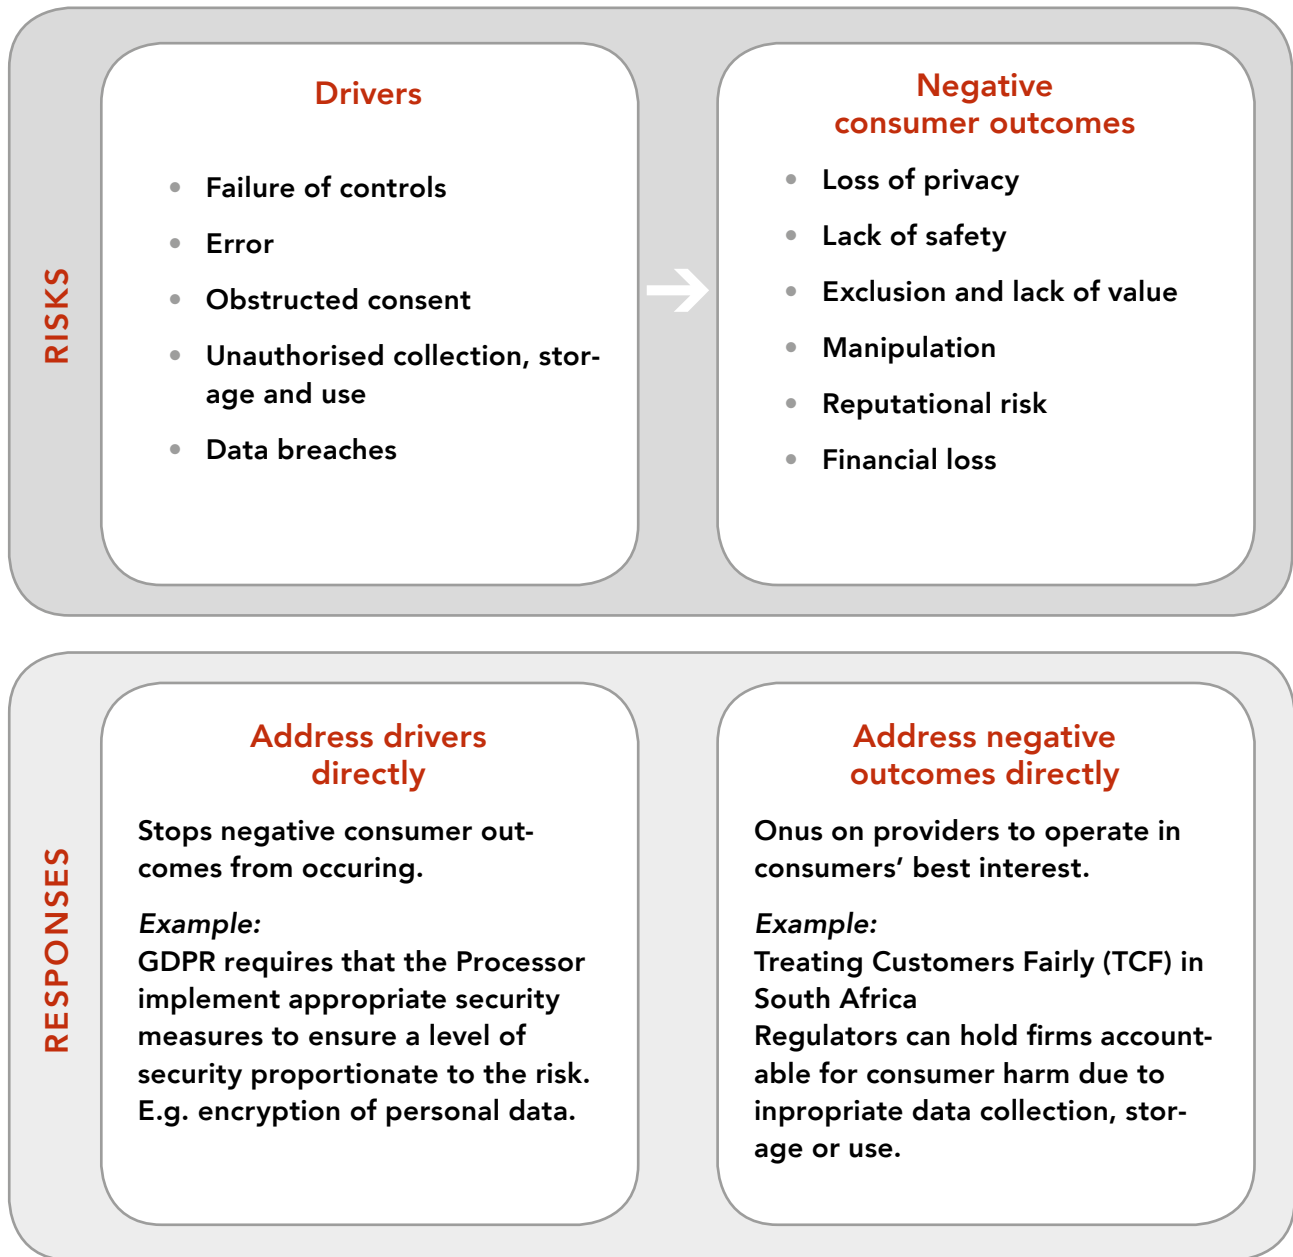 RISKS
Drivers
• Failure of controls
• Error
• Obstructed consent
• Unauthorised collection, stor-
age and use
• Data breaches
Negative
consumer outcomes
• Loss of privacy
• Lack of safety
• Exclusion and lack of value
• Manipulation
• Reputational risk
• Financial loss
RESPONSES
Address drivers
directly
Stops negative consumer out-
comes from occuring.
Example:
GDPR requires that the Processor
implement appropriate security
measures to ensure a level of
security proportionate to the risk.
E.g. encryption of personal data.
Address negative
outcomes directly
Onus on providers to operate in
consumers’ best interest.
Example:
Treating Customers Fairly (TCF) in
South Africa
Regulators can hold firms account-
able for consumer harm due to
inpropriate data collection, stor-
age or use.